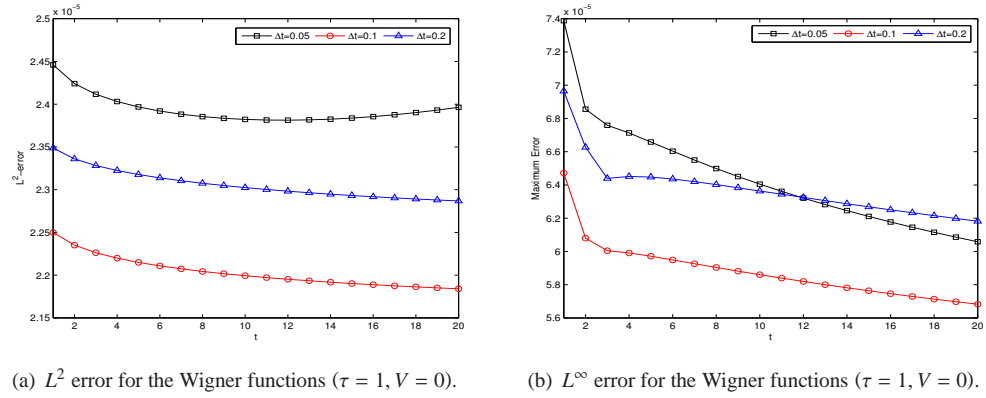 x 10⁻⁵
2.5
2.45
2.4
2.35
2.3
2.25
2.2
2.15
L²−error
Δt=0.05 Δt=0.1 Δt=0.2
2 4 6 8 10 12 14 16 18 20
t
(a) L² error for the Wigner functions (τ = 1, V = 0).
x 10⁻⁵
7.4
7.2
7
6.8
6.6
6.4
6.2
6
5.8
5.6
Maximum Error
Δt=0.05 Δt=0.1 Δt=0.2
2 4 6 8 10 12 14 16 18 20
t
(b) L∞ error for the Wigner functions (τ = 1, V = 0).